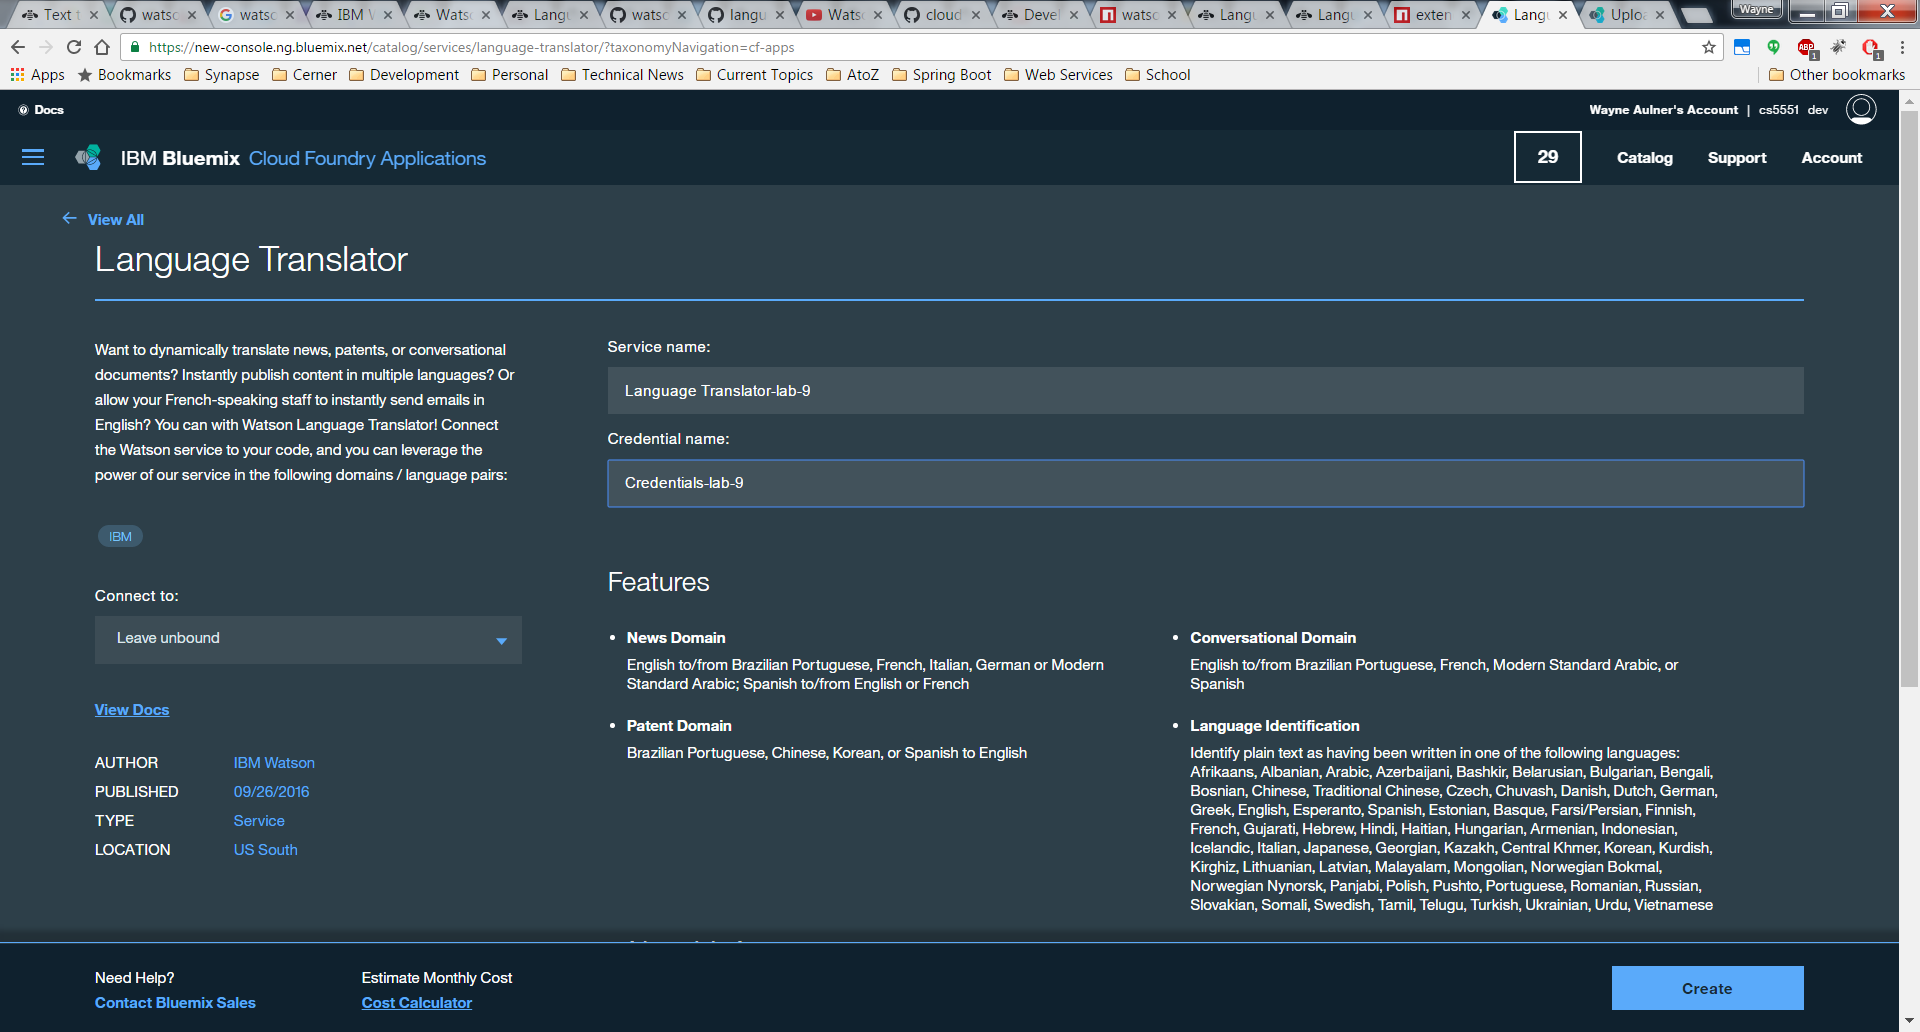 Text t
watso
watso
IBM W
Watso
Langu
watso
langu
Watso
cloud
Devel
watso
Langu
Langu
exten
Langu
Uploa
Wayne
https://new-console.ng.bluemix.net/catalog/services/language-translator/?taxonomyNavigation=cf-apps
ABP
1
1
Apps
Bookmarks
Synapse
Cerner
Development
Personal
Technical News
Current Topics
AtoZ
Spring Boot
Web Services
School
Other bookmarks
Docs
Wayne Aulner's Account | cs5551 dev
IBM Bluemix Cloud Foundry Applications
29
Catalog
Support
Account
View All
Language Translator
Want to dynamically translate news, patents, or conversational
documents? Instantly publish content in multiple languages? Or
allow your French-speaking staff to instantly send emails in
English? You can with Watson Language Translator! Connect
the Watson service to your code, and you can leverage the
power of our service in the following domains / language pairs:
IBM
Connect to:
Leave unbound
View Docs
AUTHOR IBM Watson
PUBLISHED 09/26/2016
TYPE Service
LOCATION US South
Service name:
Language Translator-lab-9
Credential name:
Credentials-lab-9
Features
News Domain
English to/from Brazilian Portuguese, French, Italian, German or Modern
Standard Arabic; Spanish to/from English or French
Patent Domain
Brazilian Portuguese, Chinese, Korean, or Spanish to English
Conversational Domain
English to/from Brazilian Portuguese, French, Modern Standard Arabic, or
Spanish
Language Identification
Identify plain text as having been written in one of the following languages:
Afrikaans, Albanian, Arabic, Azerbaijani, Bashkir, Belarusian, Bulgarian, Bengali,
Bosnian, Chinese, Traditional Chinese, Czech, Chuvash, Danish, Dutch, German,
Greek, English, Esperanto, Spanish, Estonian, Basque, Farsi/Persian, Finnish,
French, Gujarati, Hebrew, Hindi, Haitian, Hungarian, Armenian, Indonesian,
Icelandic, Italian, Japanese, Georgian, Kazakh, Central Khmer, Korean, Kurdish,
Kirghiz, Lithuanian, Latvian, Malayalam, Mongolian, Norwegian Bokmal,
Norwegian Nynorsk, Panjabi, Polish, Pushto, Portuguese, Romanian, Russian,
Slovakian, Somali, Swedish, Tamil, Telugu, Turkish, Ukrainian, Urdu, Vietnamese
Need Help?
Contact Bluemix Sales
Estimate Monthly Cost
Cost Calculator
Create